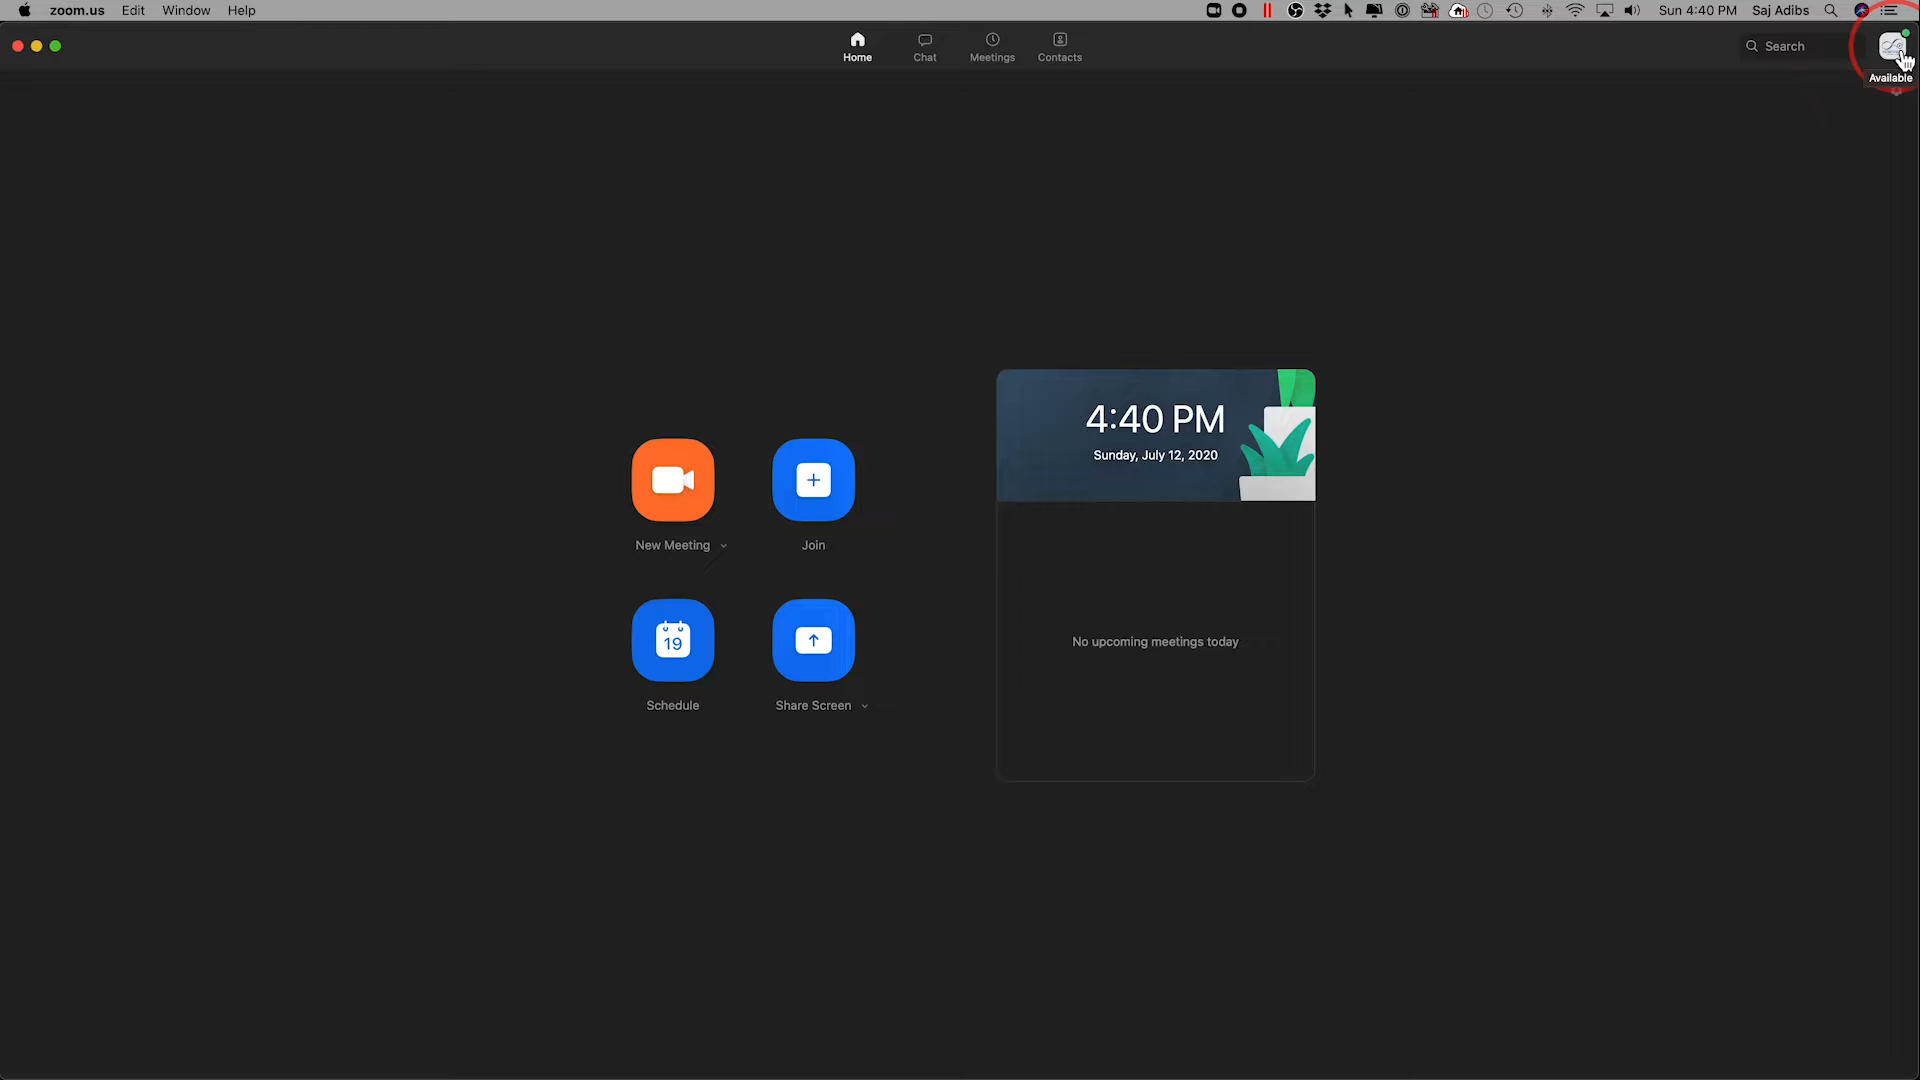 zoom.us Edit Window Help
Sun 4:40 PM Saj Adibs
Home Chat Meetings Contacts
Search
Available
4:40 PM
Sunday, July 12, 2020
New Meeting
Join
19
No upcoming meetings today
Schedule
Share Screen